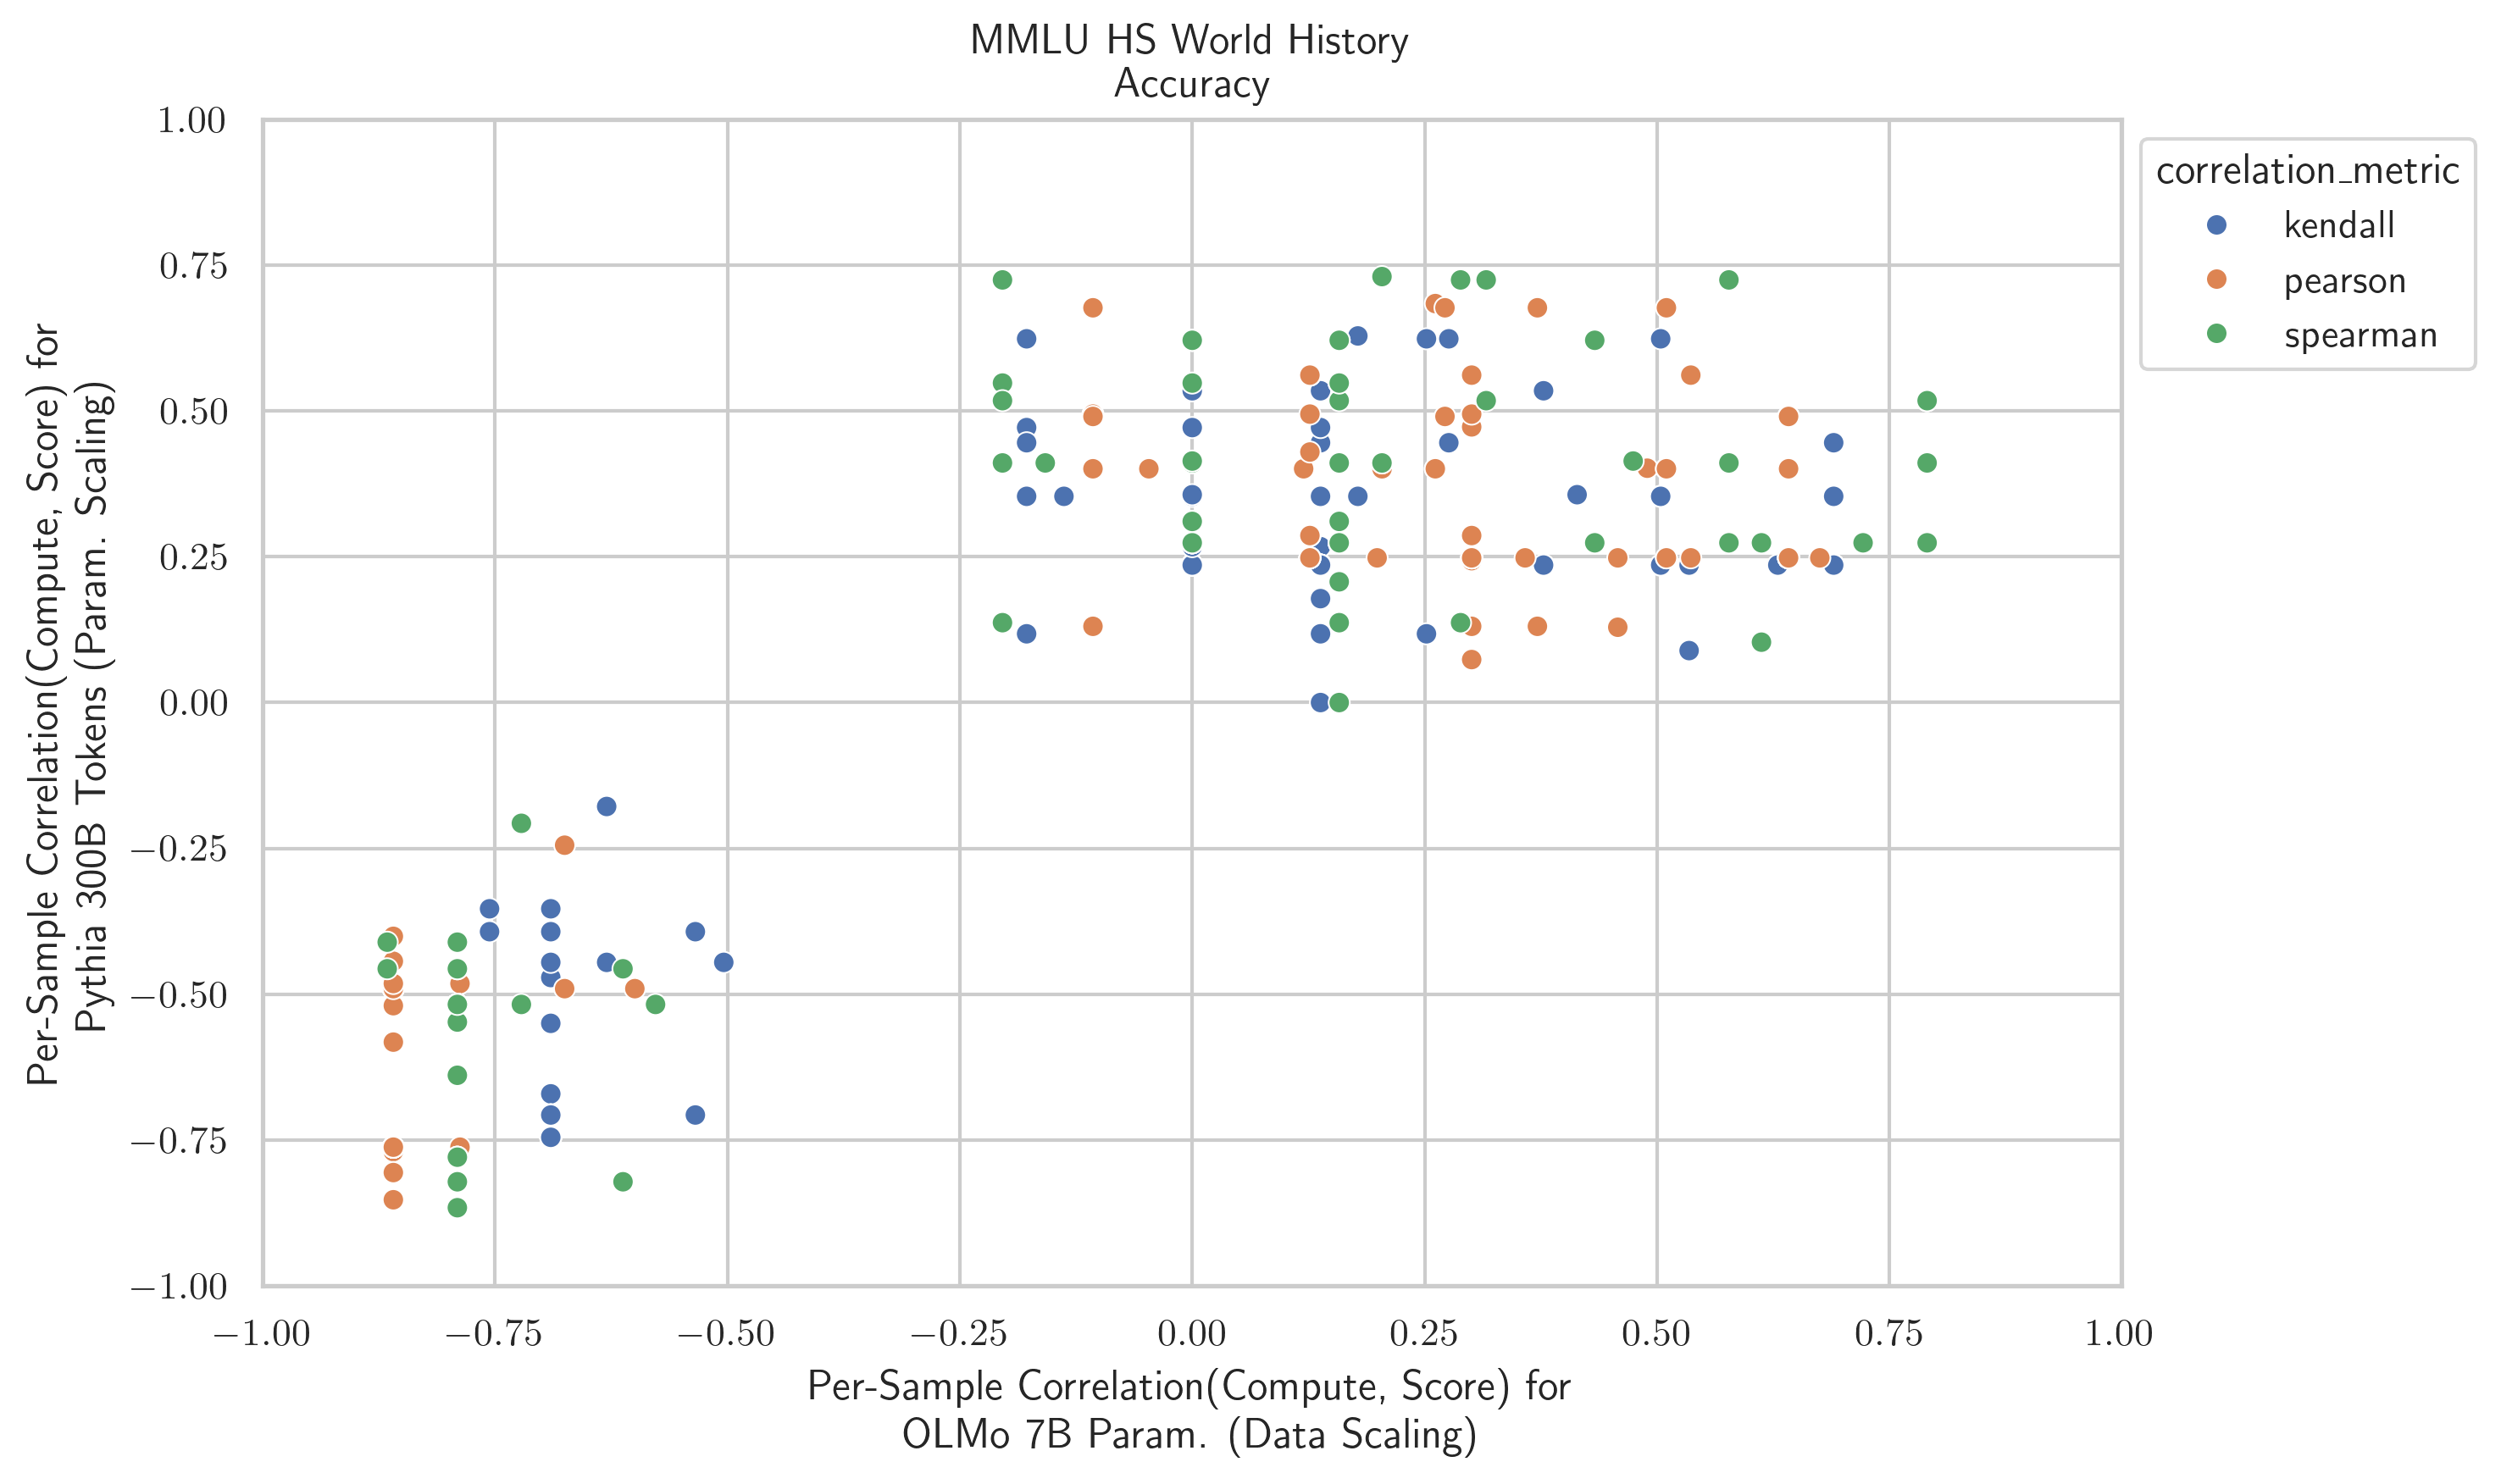 MMLU HS World History
Accuracy
1.00
0.75
0.50
0.25
0.00
−0.25
−0.50
−0.75
−1.00
Per-Sample Correlation(Compute, Score) for
Pythia 300B Tokens (Param. Scaling)
correlation_metric
kendall
pearson
spearman
−1.00 −0.75 −0.50 −0.25 0.00 0.25 0.50 0.75 1.00
Per-Sample Correlation(Compute, Score) for
OLMo 7B Param. (Data Scaling)